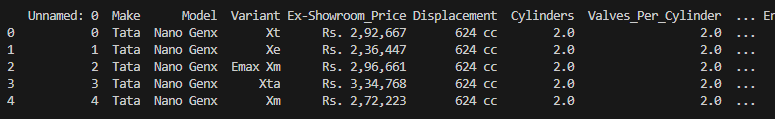 Unnamed: 0 Make Model Variant Ex-Showroom_Price Displacement Cylinders Valves_Per_Cylinder ... En
0 0 Tata Nano Genx Xt Rs. 2,92,667 624 cc 2.0 2.0 ...
1 1 Tata Nano Genx Xe Rs. 2,36,447 624 cc 2.0 2.0 ...
2 2 Tata Nano Genx Emax Xm Rs. 2,96,661 624 cc 2.0 2.0 ...
3 3 Tata Nano Genx Xta Rs. 3,34,768 624 cc 2.0 2.0 ...
4 4 Tata Nano Genx Xm Rs. 2,72,223 624 cc 2.0 2.0 ...